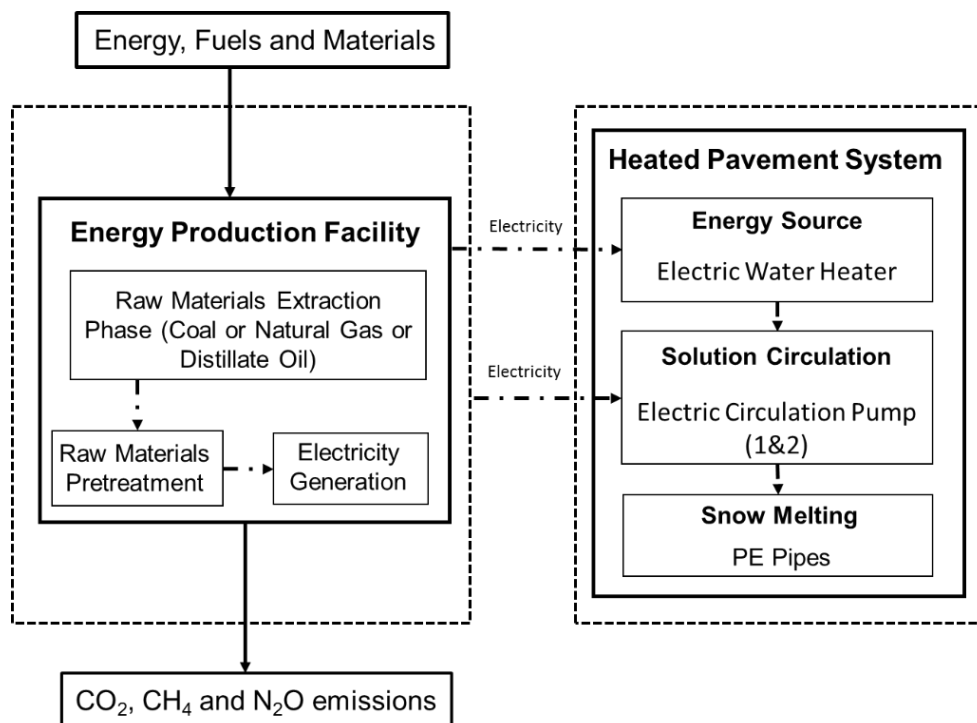 Energy, Fuels and Materials
Energy Production Facility
Raw Materials Extraction
Phase (Coal or Natural Gas or
Distillate Oil)
Raw Materials
Pretreatment
Electricity
Generation
CO₂, CH₄ and N₂O emissions
Electricity
Electricity
Heated Pavement System
Energy Source
Electric Water Heater
Solution Circulation
Electric Circulation Pump
(1&2)
Snow Melting
PE Pipes